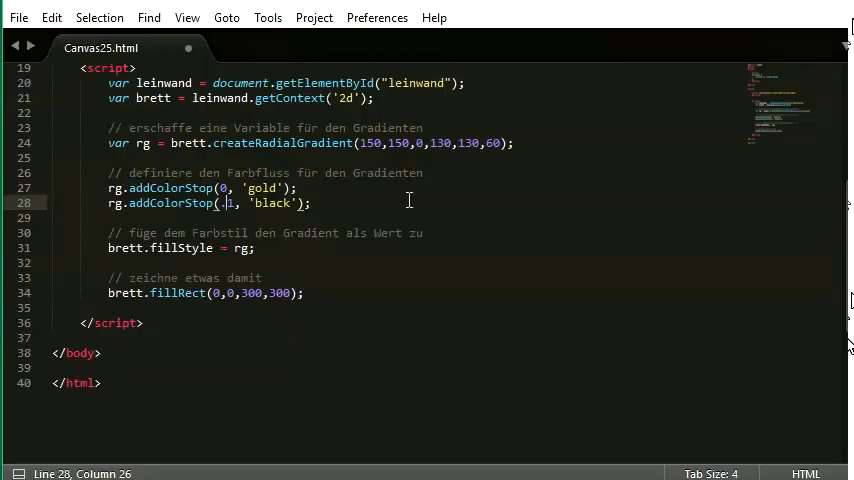 File Edit Selection Find View Goto Tools Project Preferences Help
Canvas25.html
19 <script>
20 var leinwand = document.getElementById("leinwand");
21 var brett = leinwand.getContext('2d');
22
23 // erschaffe eine Variable für den Gradienten
24 var rg = brett.createRadialGradient(150,150,0,130,130,60);
25
26 // definiere den Farbfluss für den Gradienten
27 rg.addColorStop(0, 'gold');
28 rg.addColorStop(.1, 'black');
29
30 // füge dem Farbstil den Gradient als Wert zu
31 brett.fillStyle = rg;
32
33 // zeichne etwas damit
34 brett.fillRect(0,0,300,300);
35
36 </script>
37
38 </body>
39
40 </html>
Line 28, Column 26 Tab Size: 4 HTML